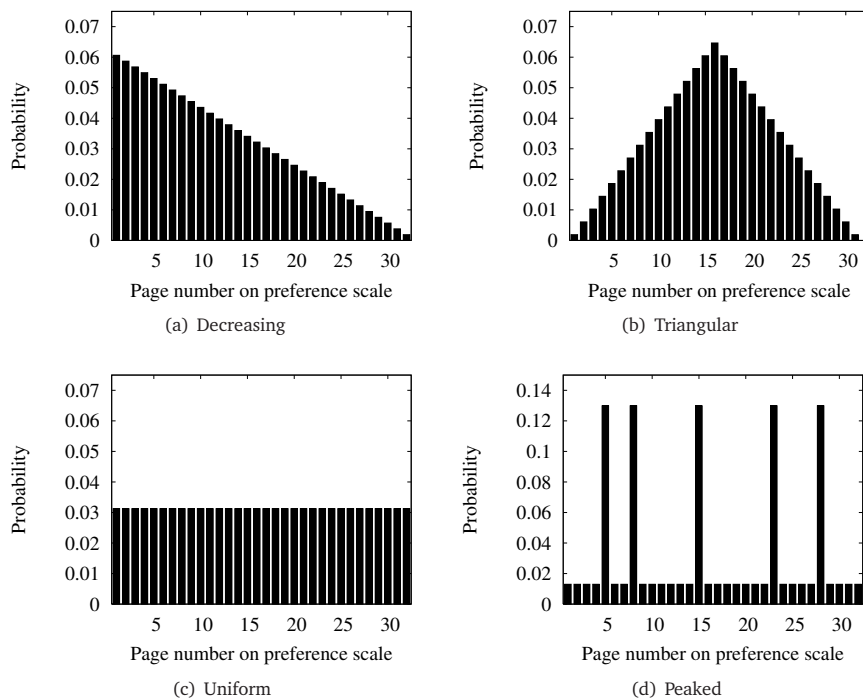 0.07
0.06
0.05
0.04
0.03
0.02
0.01
0
Probability
5 10 15 20 25 30
Page number on preference scale
(a) Decreasing
0.07
0.06
0.05
0.04
0.03
0.02
0.01
0
Probability
5 10 15 20 25 30
Page number on preference scale
(b) Triangular
0.07
0.06
0.05
0.04
0.03
0.02
0.01
0
Probability
5 10 15 20 25 30
Page number on preference scale
(c) Uniform
0.14
0.12
0.1
0.08
0.06
0.04
0.02
0
Probability
5 10 15 20 25 30
Page number on preference scale
(d) Peaked